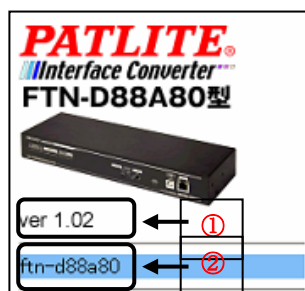 PATLITE®
Interface Converter
FTN-D88A80型
ver 1.02 ①
ftn-d88a80 ②